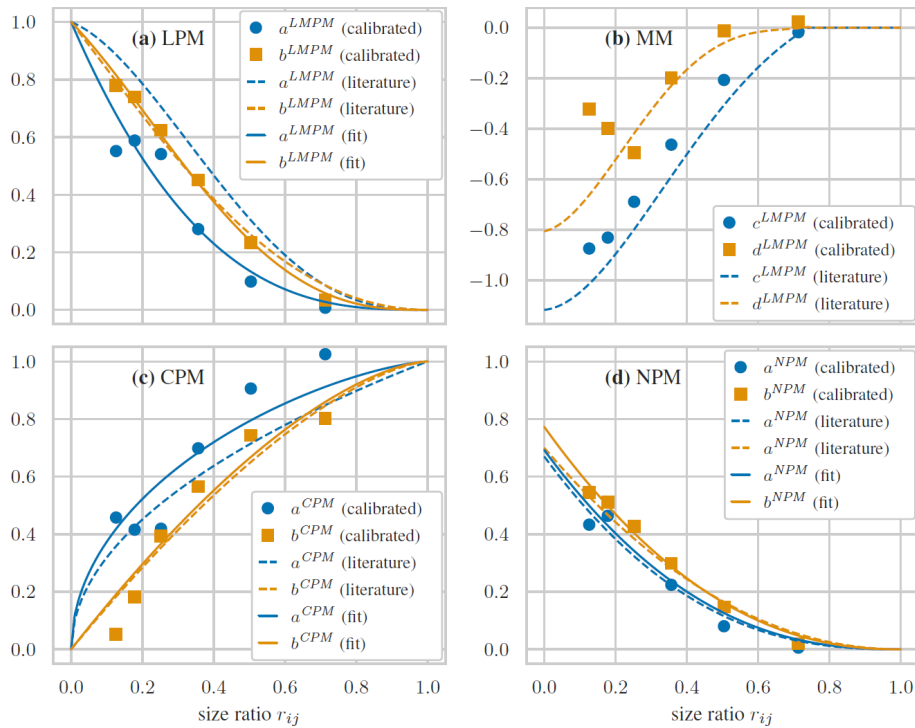 (a) LPM
1.0
0.8
0.6
0.4
0.2
0.0
a^{LMPM} (calibrated)
b^{LMPM} (calibrated)
a^{LMPM} (literature)
b^{LMPM} (literature)
a^{LMPM} (fit)
b^{LMPM} (fit)
(b) MM
0.0
−0.2
−0.4
−0.6
−0.8
−1.0
c^{LMPM} (calibrated)
d^{LMPM} (calibrated)
c^{LMPM} (literature)
d^{LMPM} (literature)
(c) CPM
1.0
0.8
0.6
0.4
0.2
0.0
a^{CPM} (calibrated)
b^{CPM} (calibrated)
a^{CPM} (literature)
b^{CPM} (literature)
a^{CPM} (fit)
b^{CPM} (fit)
0.0 0.2 0.4 0.6 0.8 1.0
size ratio r_{ij}
(d) NPM
1.0
0.8
0.6
0.4
0.2
0.0
a^{NPM} (calibrated)
b^{NPM} (calibrated)
a^{NPM} (literature)
a^{NPM} (literature)
a^{NPM} (fit)
b^{NPM} (fit)
0.0 0.2 0.4 0.6 0.8 1.0
size ratio r_{ij}